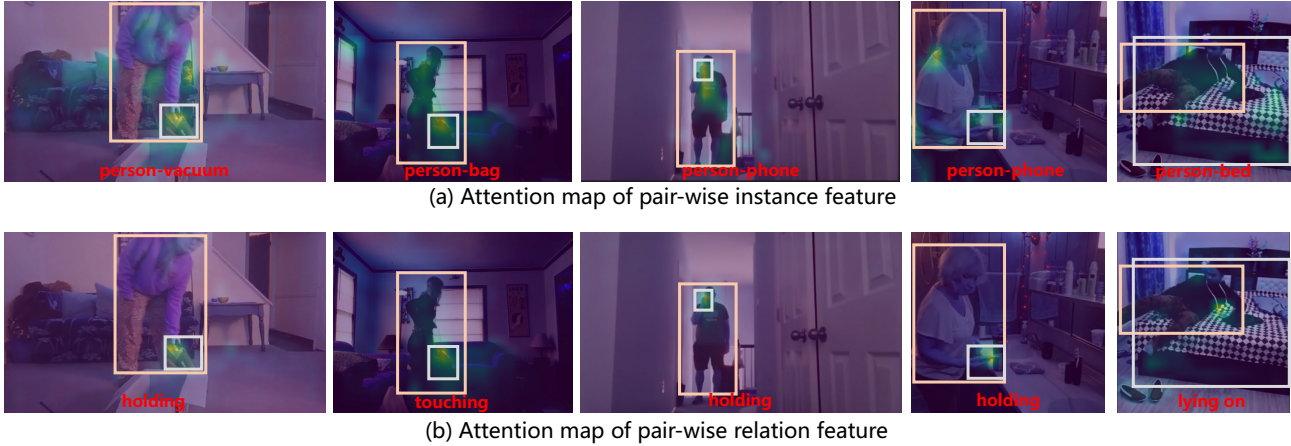 person-vacuum
person-bag
person-phone
person-phone
person-bed
(a) Attention map of pair-wise instance feature
holding
touching
holding
holding
lying on
(b) Attention map of pair-wise relation feature